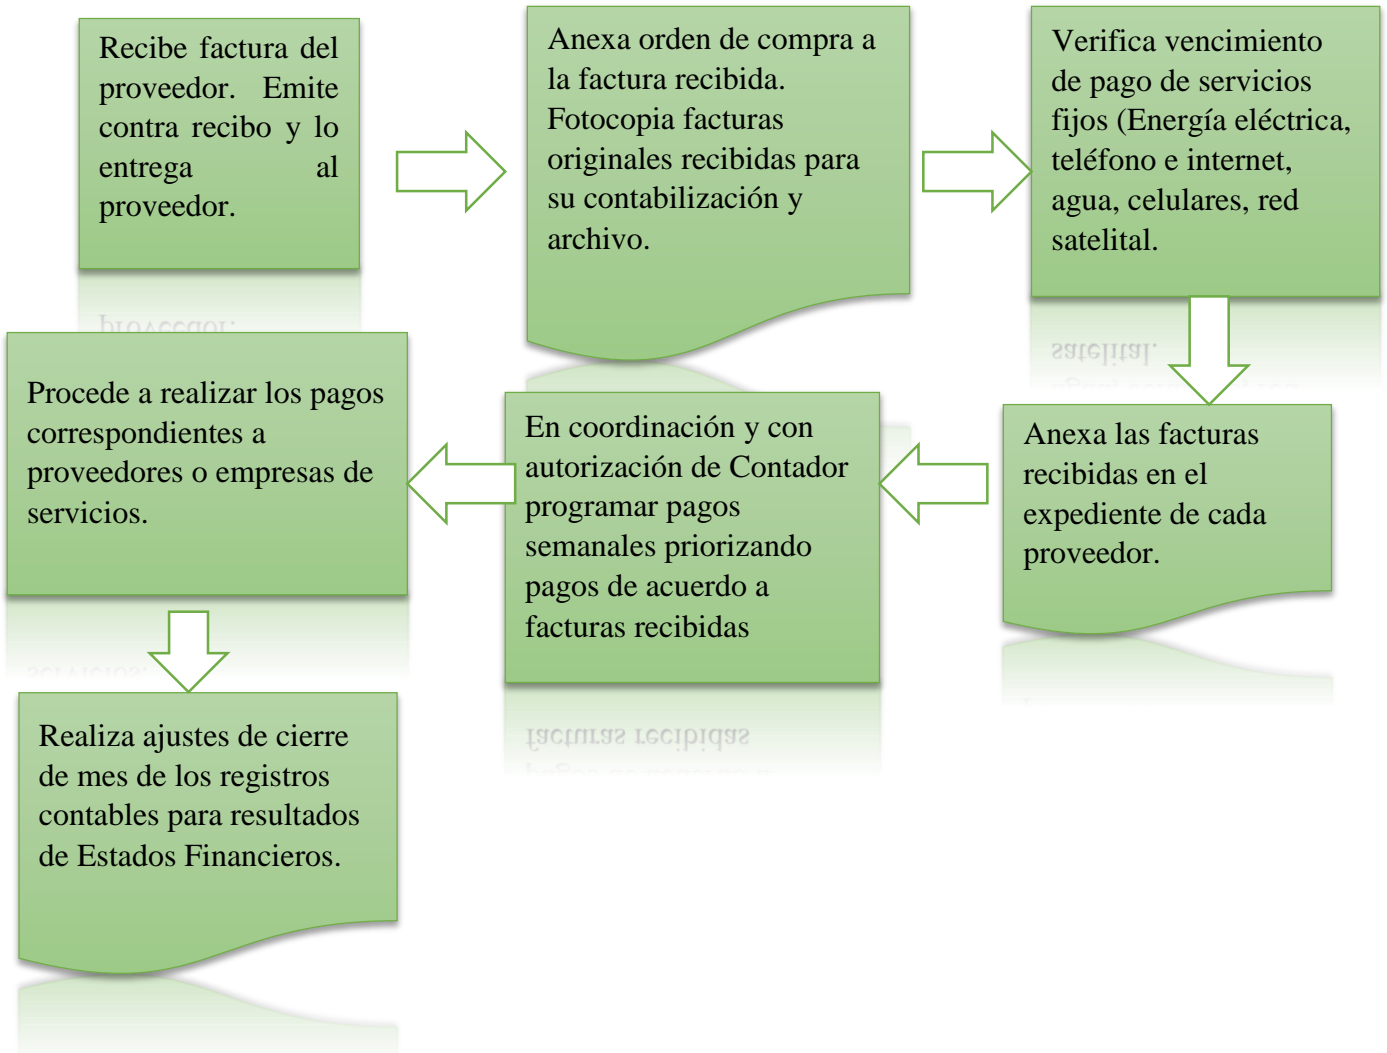 Recibe factura del
proveedor. Emite
contra recibo y lo
entrega al
proveedor.
Anexa orden de compra a
la factura recibida.
Fotocopia facturas
originales recibidas para
su contabilización y
archivo.
Verifica vencimiento
de pago de servicios
fijos (Energía eléctrica,
teléfono e internet,
agua, celulares, red
satelital.
Anexa las facturas
recibidas en el
expediente de cada
proveedor.
En coordinación y con
autorización de Contador
programar pagos
semanales priorizando
pagos de acuerdo a
facturas recibidas
Procede a realizar los pagos
correspondientes a
proveedores o empresas de
servicios.
Realiza ajustes de cierre
de mes de los registros
contables para resultados
de Estados Financieros.